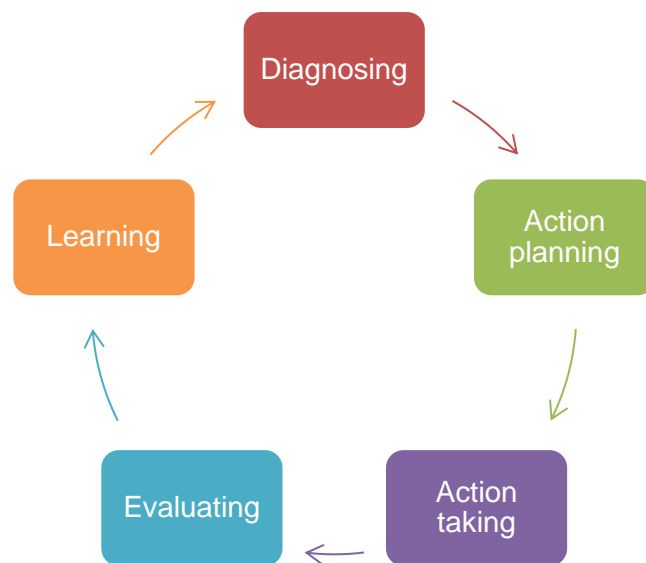 Diagnosing
Action
planning
Action
taking
Evaluating
Learning